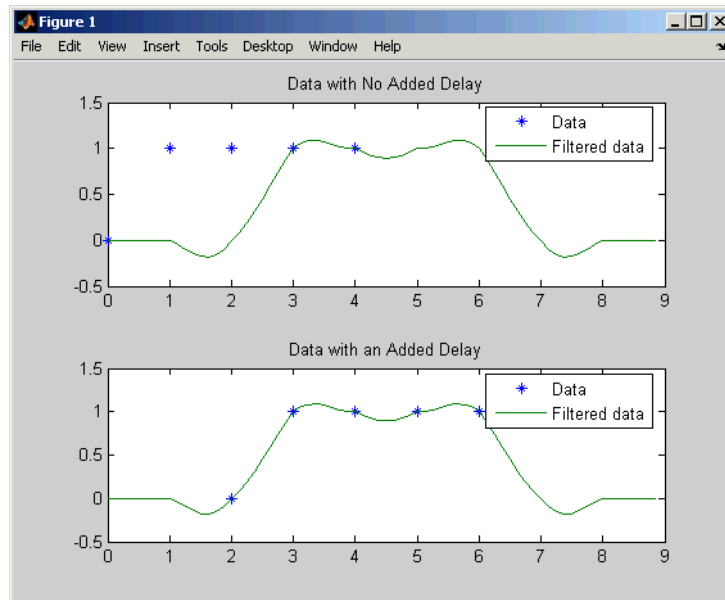 Figure 1
File Edit View Insert Tools Desktop Window Help
Data with No Added Delay
1.5
1
0.5
0
-0.5
0 1 2 3 4 5 6 7 8 9
Data
Filtered data
Data with an Added Delay
1.5
1
0.5
0
-0.5
0 1 2 3 4 5 6 7 8 9
Data
Filtered data